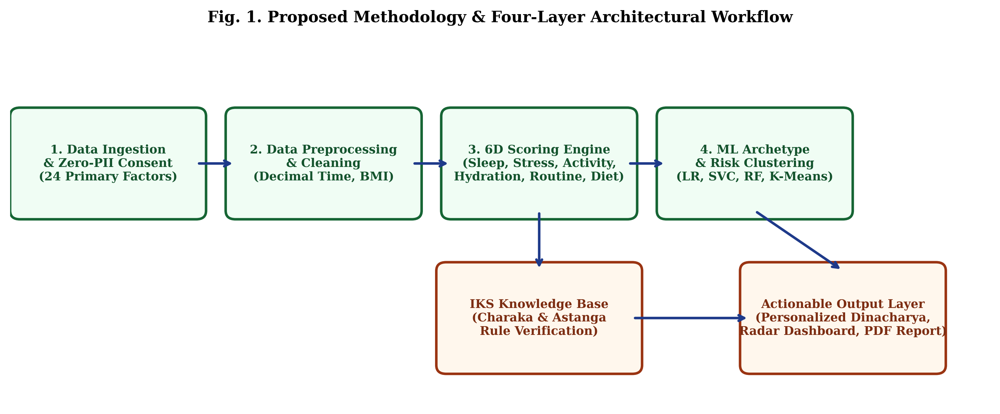 Fig. 1. Proposed Methodology & Four-Layer Architectural Workflow
1. Data Ingestion
& Zero-PII Consent
(24 Primary Factors)
2. Data Preprocessing
& Cleaning
(Decimal Time, BMI)
3. 6D Scoring Engine
(Sleep, Stress, Activity,
Hydration, Routine, Diet)
4. ML Archetype
& Risk Clustering
(LR, SVC, RF, K-Means)
IKS Knowledge Base
(Charaka & Astanga
Rule Verification)
Actionable Output Layer
(Personalized Dinacharya,
Radar Dashboard, PDF Report)